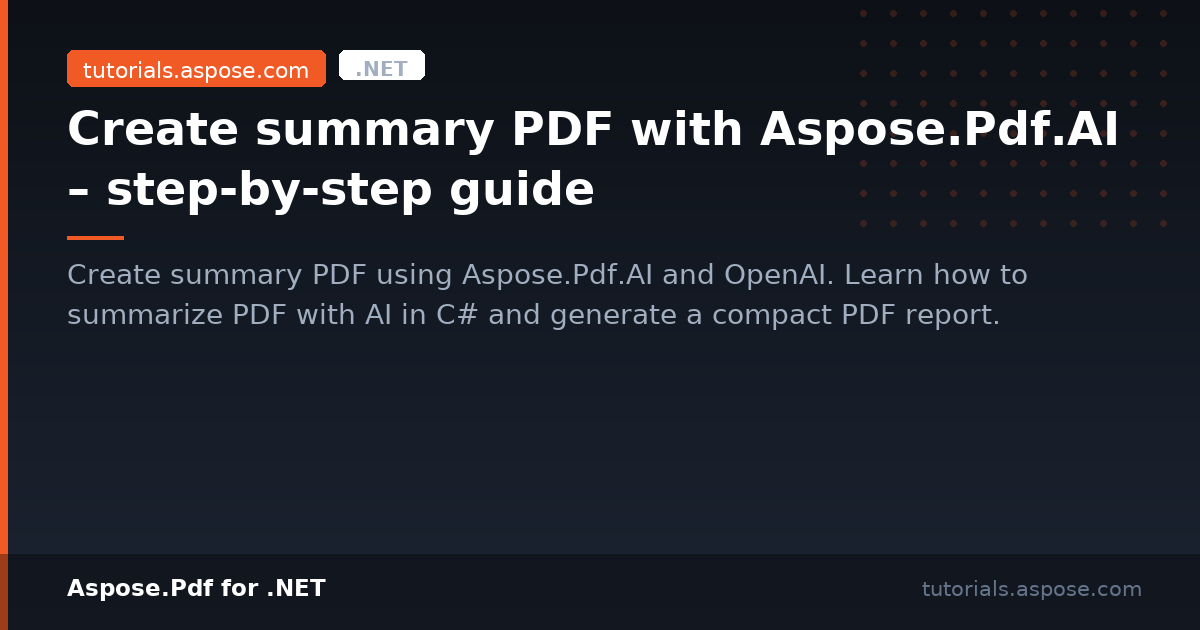 tutorials.aspose.com
.NET
Create summary PDF with Aspose.Pdf.AI
– step-by-step guide
Create summary PDF using Aspose.Pdf.AI and OpenAI. Learn how to
summarize PDF with AI in C# and generate a compact PDF report.
Aspose.Pdf for .NET
tutorials.aspose.com